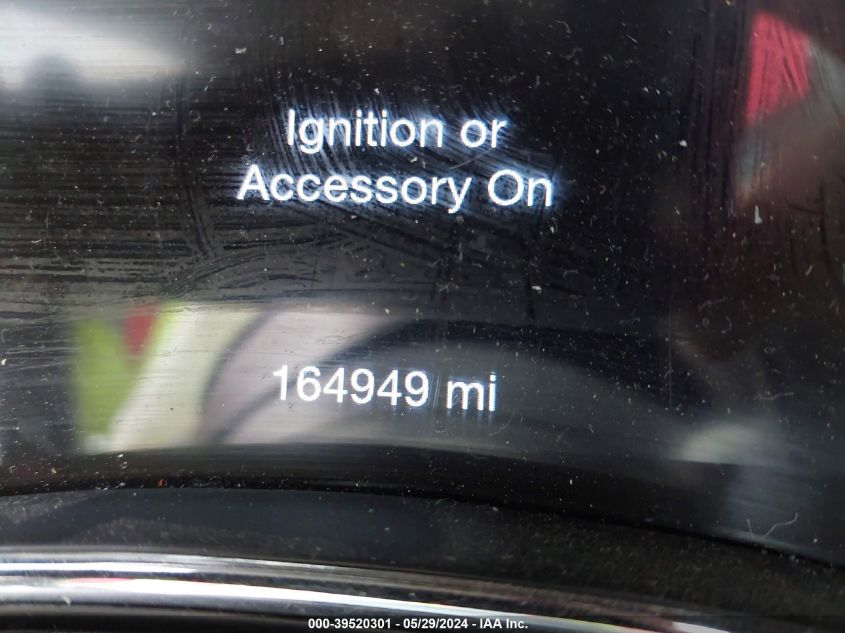 Ignition or
Accessory On
164949 mi
000-39520301 - 05/29/2024 - IAA Inc.